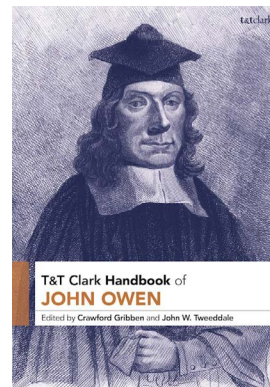 t&tclark
T&T Clark Handbook of
JOHN OWEN
Edited by Crawford Gribben and John W. Tweeddale